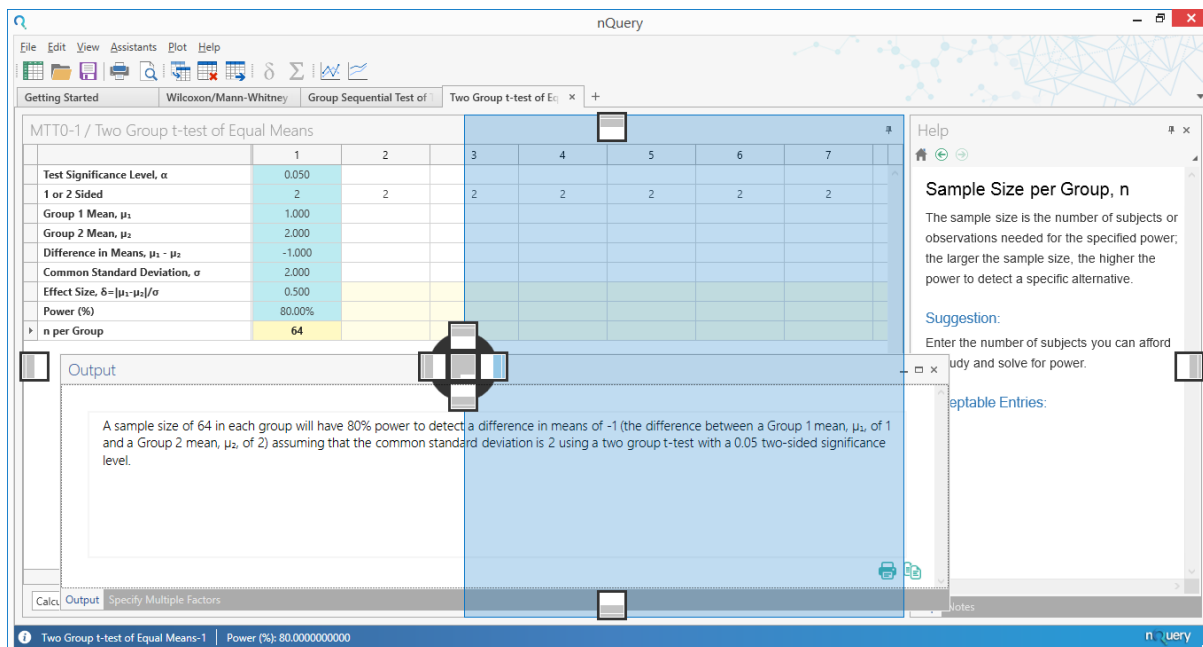 nQuery
File Edit View Assistants Plot Help
Getting Started Wilcoxon/Mann-Whitney Group Sequential Test of Two Group t-test of Eq × +
MTT0-1 / Two Group t-test of Equal Means
1 2 3 4 5 6 7
Test Significance Level, α 0.050
1 or 2 Sided 2 2 2 2 2 2 2
Group 1 Mean, μ₁ 1.000
Group 2 Mean, μ₂ 2.000
Difference in Means, μ₁ - μ₂ -1.000
Common Standard Deviation, σ 2.000
Effect Size, δ=|μ₁-μ₂|/σ 0.500
Power (%) 80.00%
n per Group 64
Output
A sample size of 64 in each group will have 80% power to detect a difference in means of -1 (the difference between a Group 1 mean, μ₁, of 1
and a Group 2 mean, μ₂, of 2) assuming that the common standard deviation is 2 using a two group t-test with a 0.05 two-sided significance
level.
Output Specify Multiple Factors
Help
Sample Size per Group, n
The sample size is the number of subjects or
observations needed for the specified power;
the larger the sample size, the higher the
power to detect a specific alternative.
Suggestion:
Enter the number of subjects you can afford
udy and solve for power.
eptable Entries:
Notes
Calcu
Two Group t-test of Equal Means-1 Power (%): 80.0000000000
nQuery